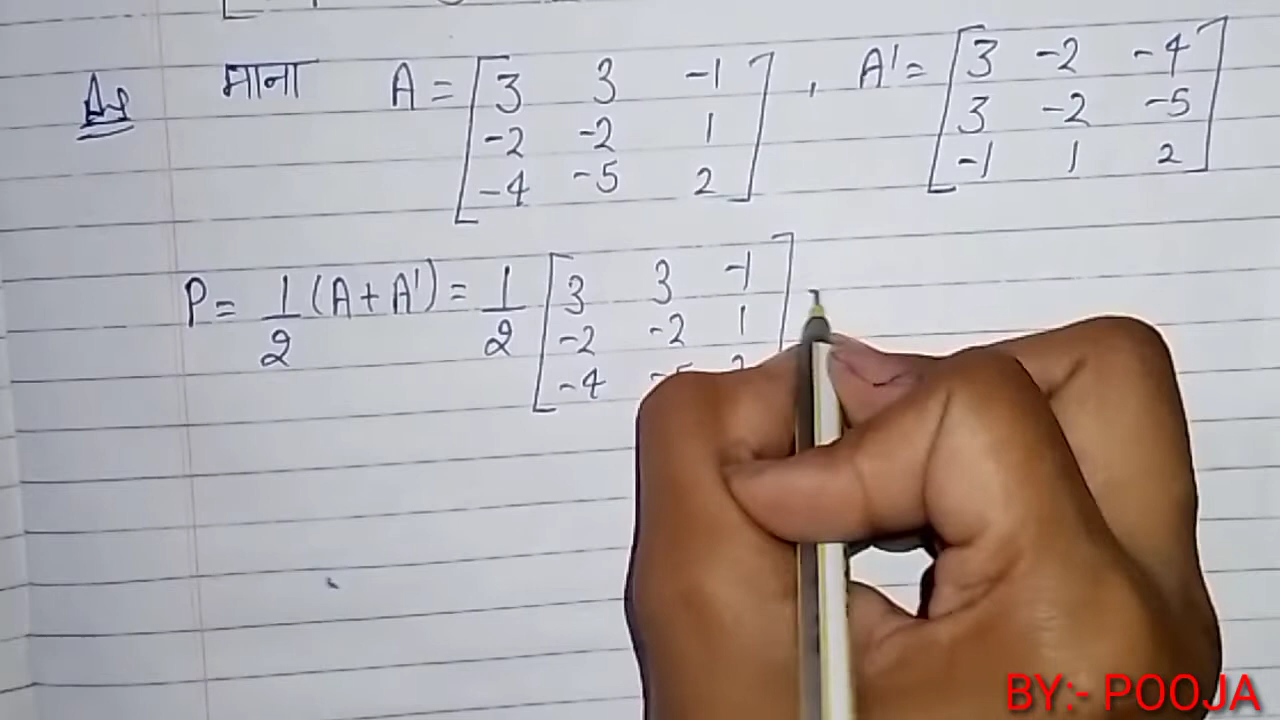 Ans माना A = [ 3 3 -1 ] , A' = [ 3 -2 -4 ]
-2 -2 1 3 -2 -5
-4 -5 2 -1 1 2
P = 1/2 (A + A') = 1/2 [ 3 3 -1 ]
-2 -2 1
-4
BY:- POOJA